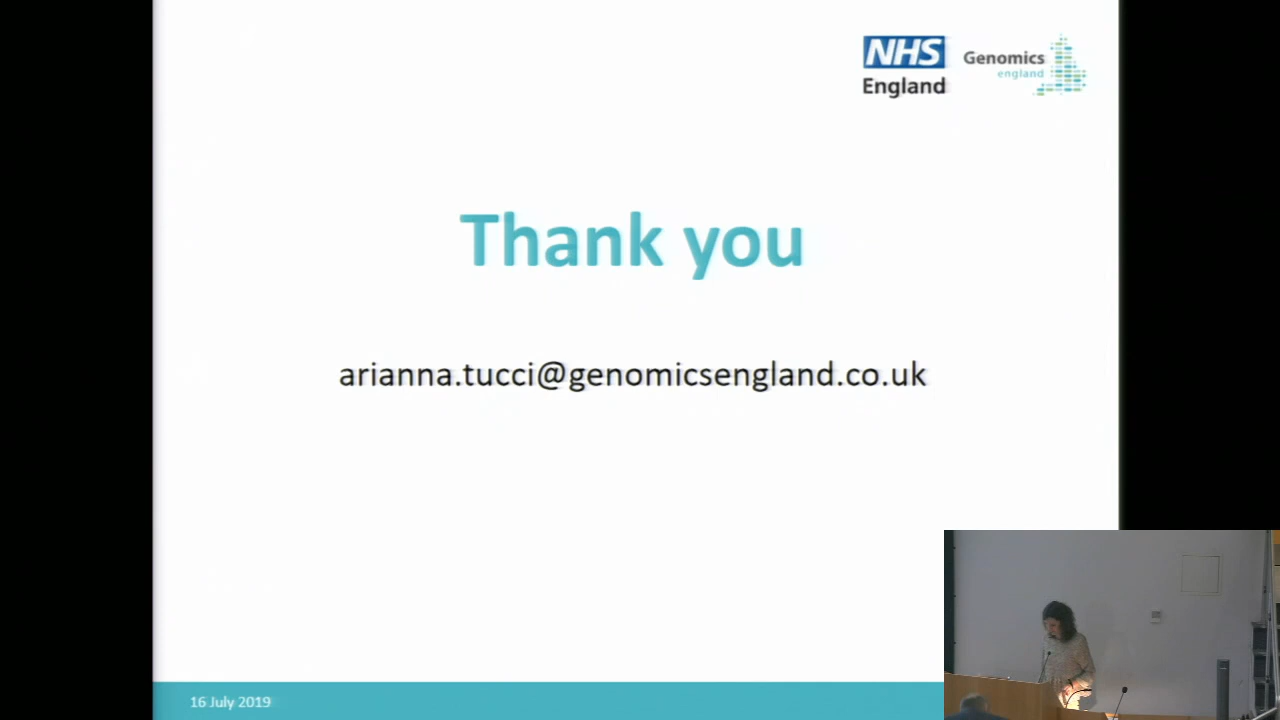 NHS
England
Genomics
england
Thank you
arianna.tucci@genomicsengland.co.uk
16 July 2019